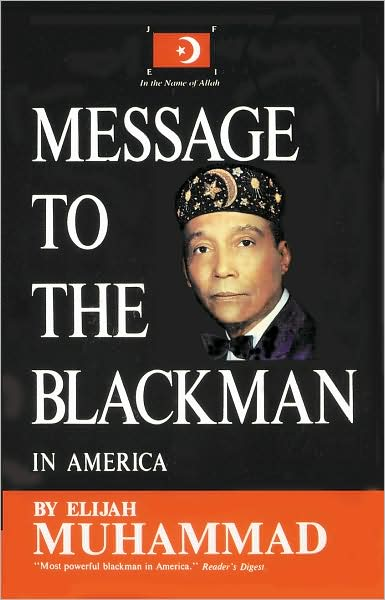 J F
E I
In the Name of Allah
MESSAGE
TO
THE
BLACKMAN
IN AMERICA
BY ELIJAH
MUHAMMAD
"Most powerful blackman in America." Reader's Digest